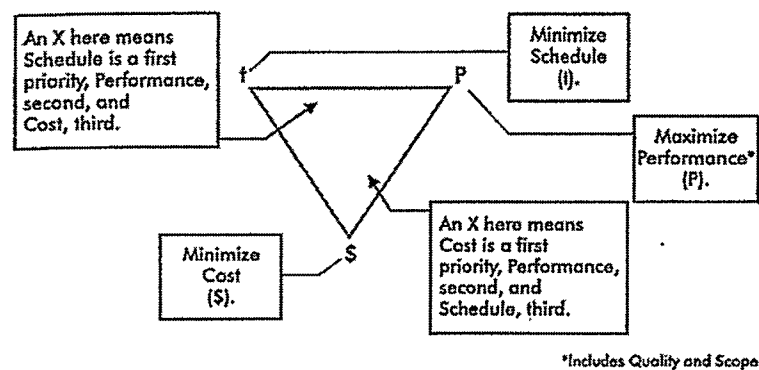 An X here means
Schedule is a first
priority, Performance,
second, and
Cost, third.
t
P
Minimize
Schedule
(t).
Maximize
Performance*
(P).
An X here means
Cost is a first
priority, Performance,
second, and
Schedule, third.
Minimize
Cost
($).
$
*Includes Quality and Scope